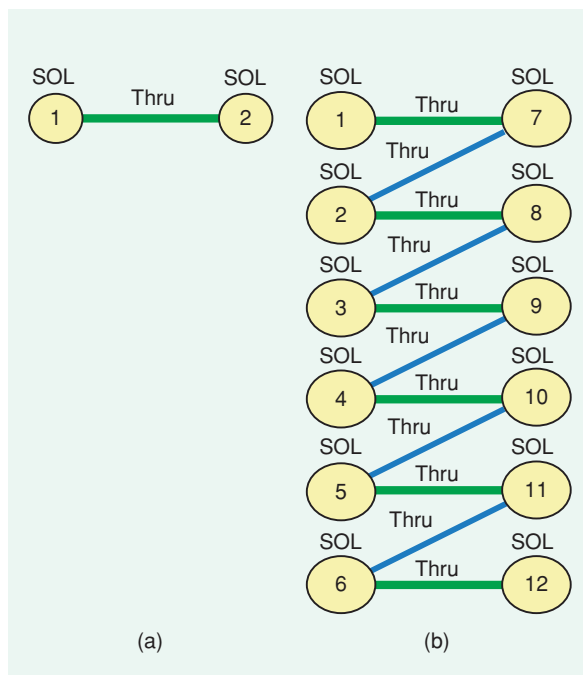 SOL SOL
1 Thru 2
(a)
SOL SOL
1 Thru 7
Thru
SOL SOL
2 Thru 8
Thru
SOL SOL
3 Thru 9
Thru
SOL SOL
4 Thru 10
Thru
SOL SOL
5 Thru 11
Thru
SOL SOL
6 Thru 12
(b)